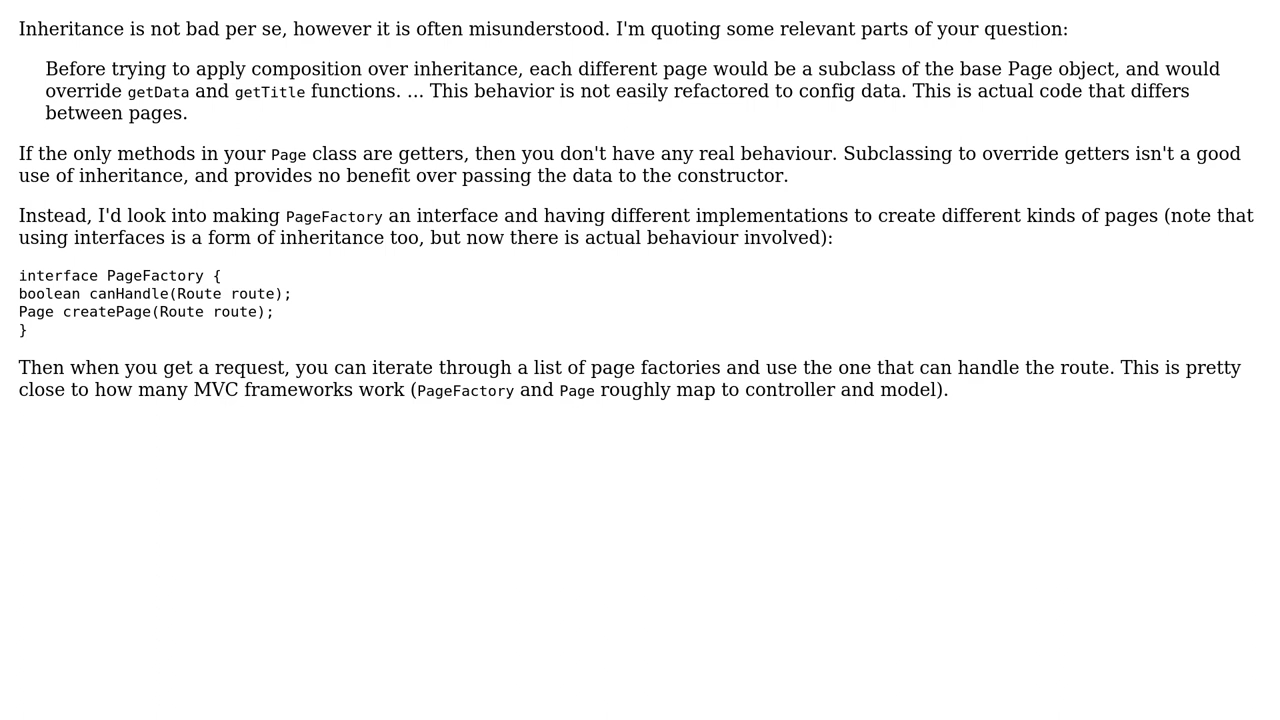 Inheritance is not bad per se, however it is often misunderstood. I'm quoting some relevant parts of your question:
Before trying to apply composition over inheritance, each different page would be a subclass of the base Page object, and would
override getData and getTitle functions. ... This behavior is not easily refactored to config data. This is actual code that differs
between pages.
If the only methods in your Page class are getters, then you don't have any real behaviour. Subclassing to override getters isn't a good
use of inheritance, and provides no benefit over passing the data to the constructor.
Instead, I'd look into making PageFactory an interface and having different implementations to create different kinds of pages (note that
using interfaces is a form of inheritance too, but now there is actual behaviour involved):
interface PageFactory {
boolean canHandle(Route route);
Page createPage(Route route);
}
Then when you get a request, you can iterate through a list of page factories and use the one that can handle the route. This is pretty
close to how many MVC frameworks work (PageFactory and Page roughly map to controller and model).